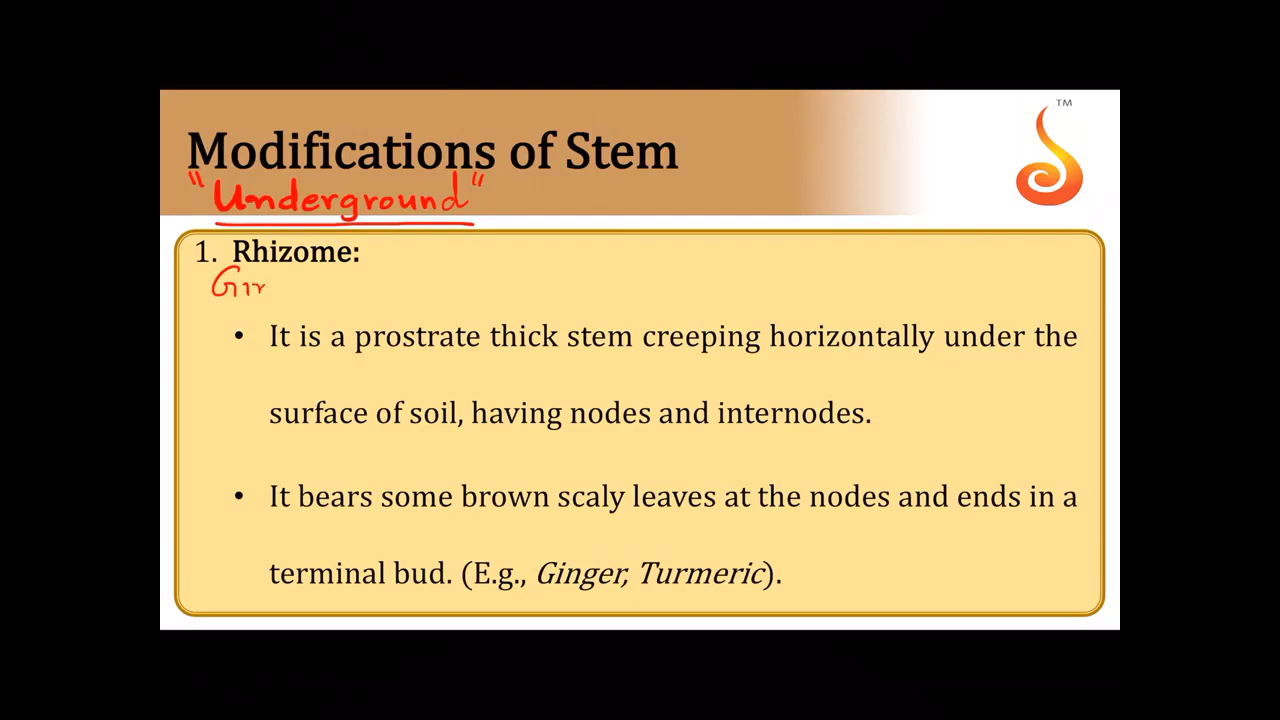 TM
Modifications of Stem
"Underground"
1. Rhizome:
• It is a prostrate thick stem creeping horizontally under the
surface of soil, having nodes and internodes.
• It bears some brown scaly leaves at the nodes and ends in a
terminal bud. (E.g., Ginger, Turmeric).